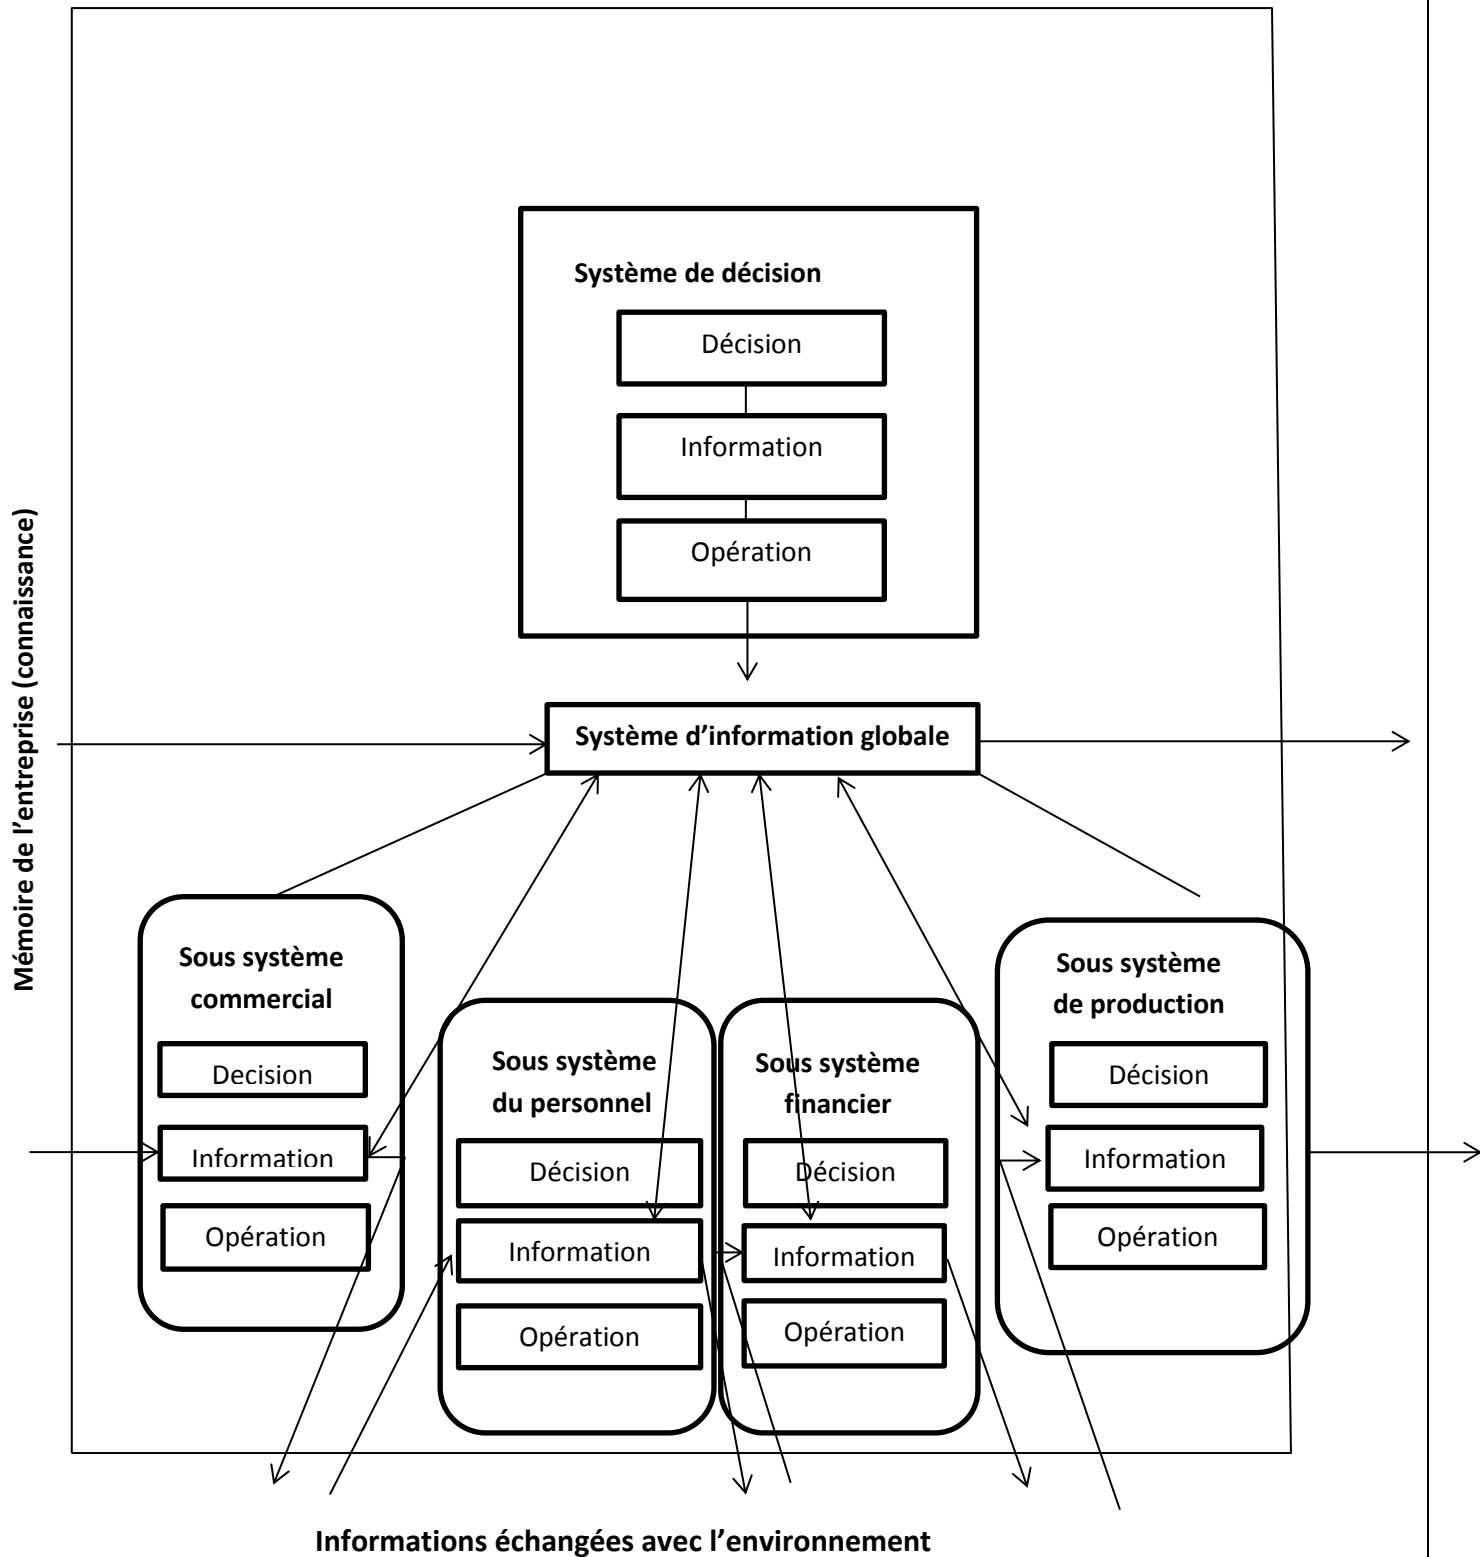 Système de décision
Décision
Information
Opération
Mémoire de l'entreprise (connaissance)
Système d'information globale
Sous système
commercial
Decision
Information
Opération
Sous système
du personnel
Décision
Information
Opération
Sous système
financier
Décision
Information
Opération
Sous système
de production
Décision
Information
Opération
Informations échangées avec l'environnement